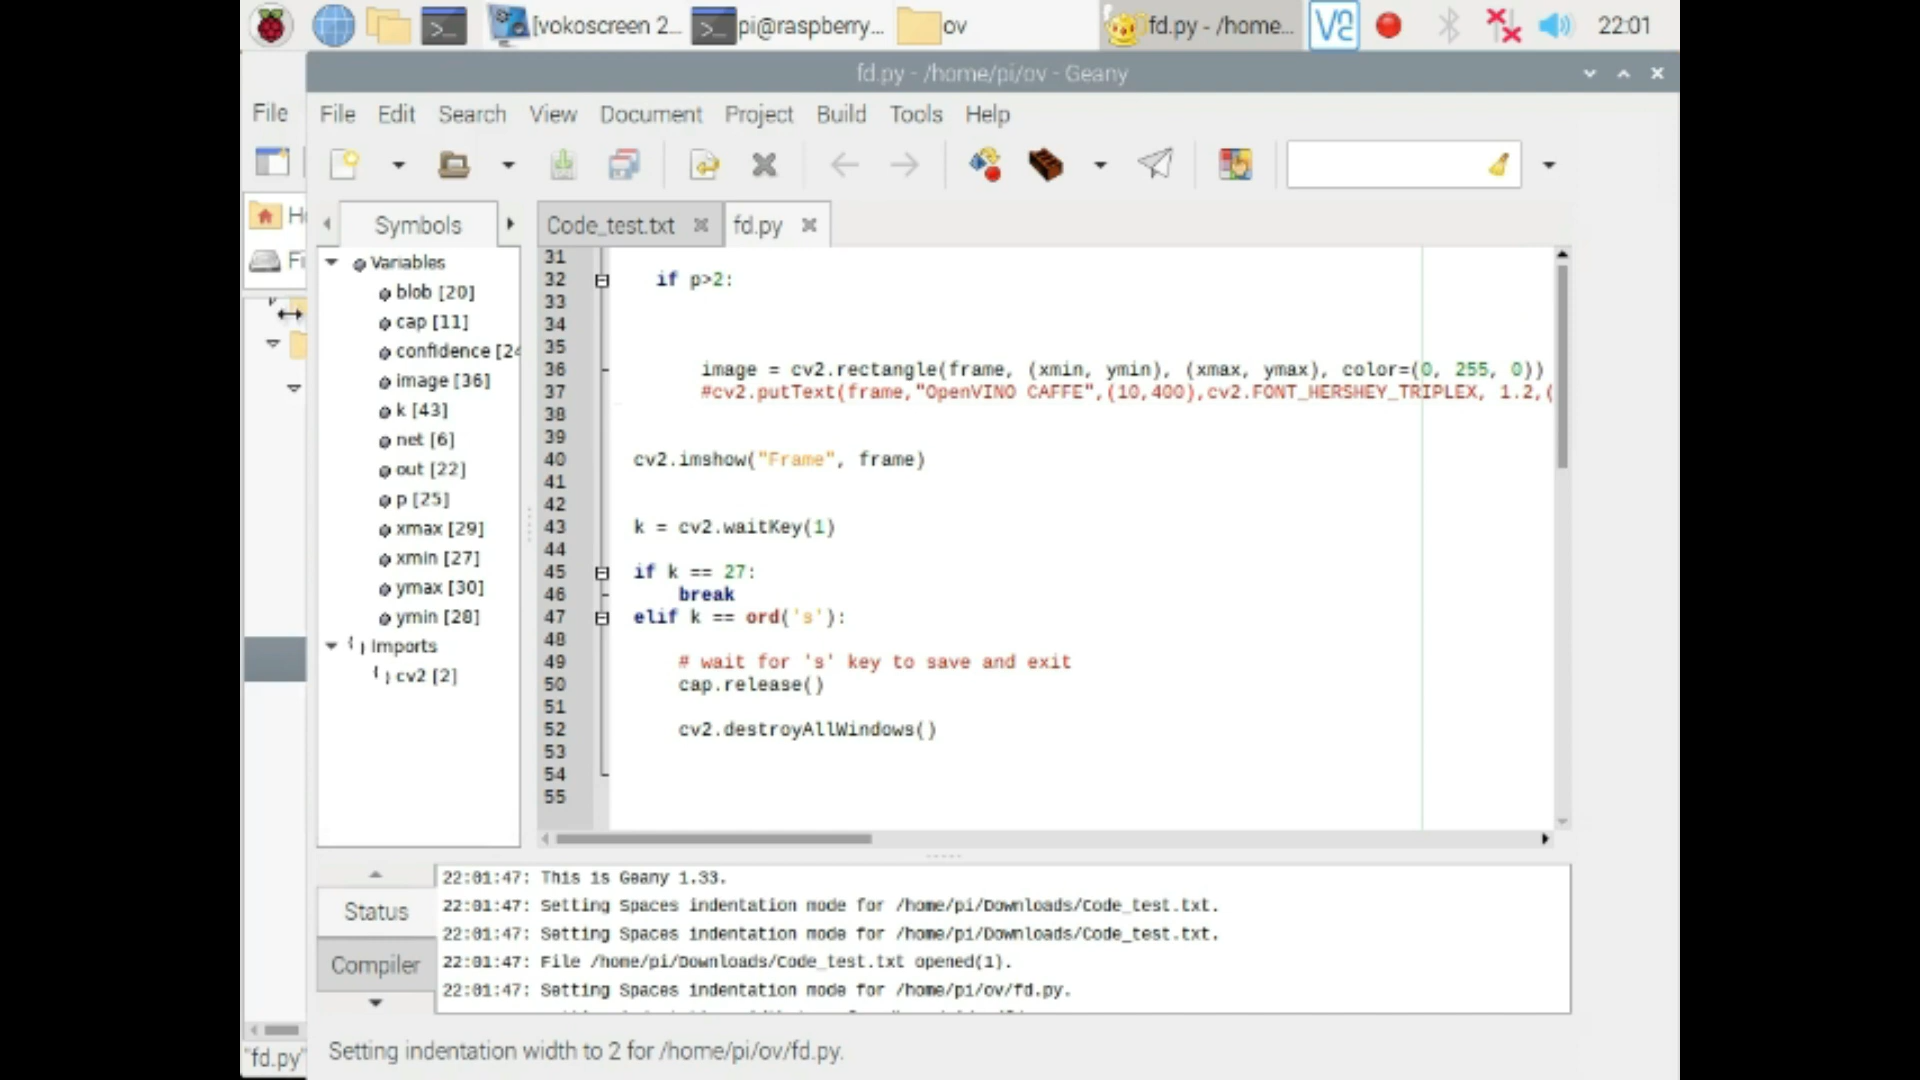 [vokoscreen 2...
pi@raspberry...
ov
fd.py - /home...
22:01
fd.py - /home/pi/ov - Geany
File
File Edit Search View Document Project Build Tools Help
Symbols
Code_test.txt
fd.py
Variables
blob [20]
cap [11]
confidence [24
image [36]
k [43]
net [6]
out [22]
p [25]
xmax [29]
xmin [27]
ymax [30]
ymin [28]
Imports
cv2 [2]
31
32 if p>2:
33
34
35
36 image = cv2.rectangle(frame, (xmin, ymin), (xmax, ymax), color=(0, 255, 0))
37 #cv2.putText(frame,"OpenVINO CAFFE",(10,400),cv2.FONT_HERSHEY_TRIPLEX, 1.2,(
38
39
40 cv2.imshow("Frame", frame)
41
42
43 k = cv2.waitKey(1)
44
45 if k == 27:
46 break
47 elif k == ord('s'):
48
49 # wait for 's' key to save and exit
50 cap.release()
51
52 cv2.destroyAllWindows()
53
54
55
Status
Compiler
22:01:47: This is Geany 1.33.
22:01:47: Setting Spaces indentation mode for /home/pi/Downloads/Code_test.txt.
22:01:47: Setting Spaces indentation mode for /home/pi/Downloads/Code_test.txt.
22:01:47: File /home/pi/Downloads/Code_test.txt opened(1).
22:01:47: Setting Spaces indentation mode for /home/pi/ov/fd.py.
"fd.py"
Setting indentation width to 2 for /home/pi/ov/fd.py.